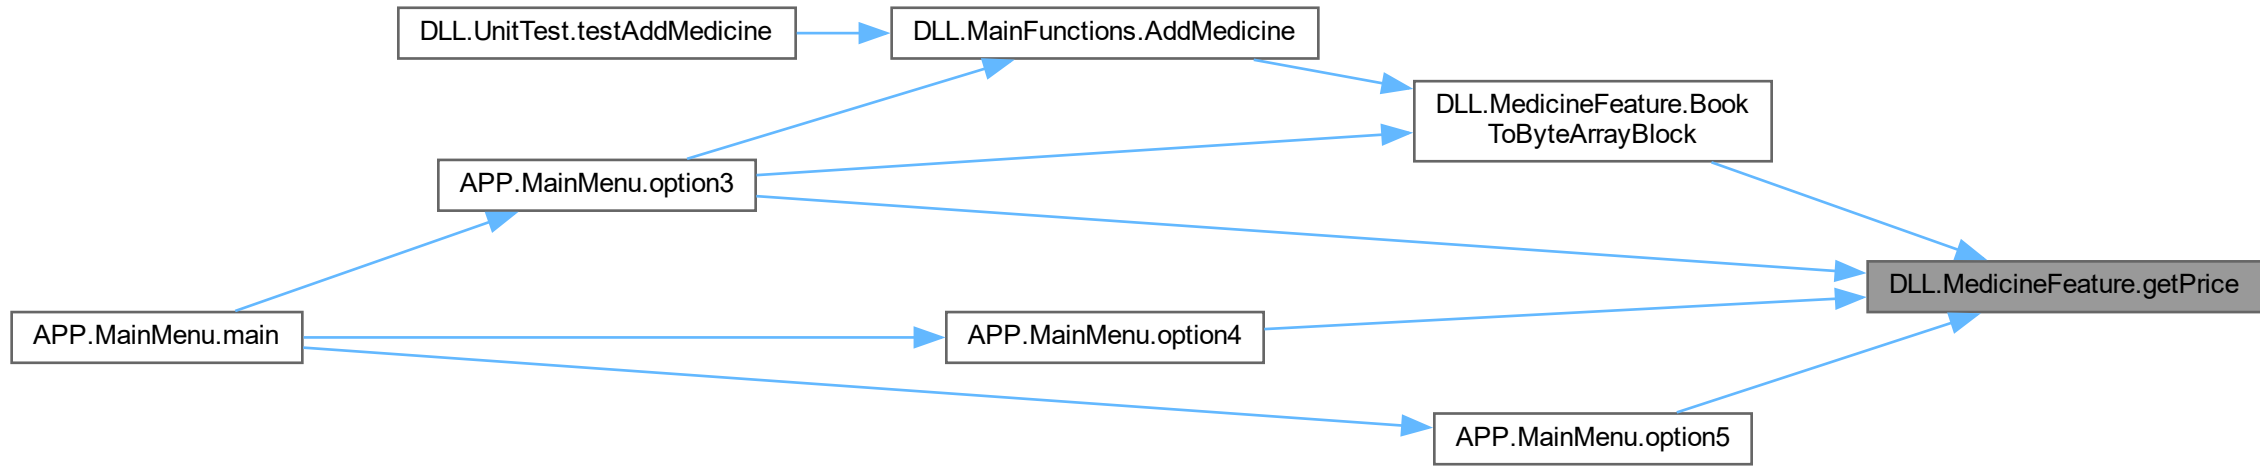 DLL.UnitTest.testAddMedicine
DLL.MainFunctions.AddMedicine
DLL.MedicineFeature.Book
ToByteArrayBlock
APP.MainMenu.option3
DLL.MedicineFeature.getPrice
APP.MainMenu.main
APP.MainMenu.option4
APP.MainMenu.option5